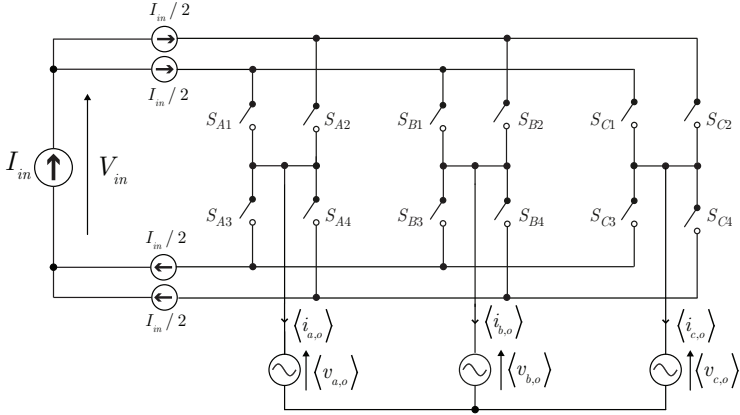 I_in / 2
I_in / 2
S_A1 S_A2 S_B1 S_B2 S_C1 S_C2
I_in V_in
S_A3 S_A4 S_B3 S_B4 S_C3 S_C4
I_in / 2
I_in / 2
⟨i_a,o⟩ ⟨i_b,o⟩ ⟨i_c,o⟩
⟨v_a,o⟩ ⟨v_b,o⟩ ⟨v_c,o⟩